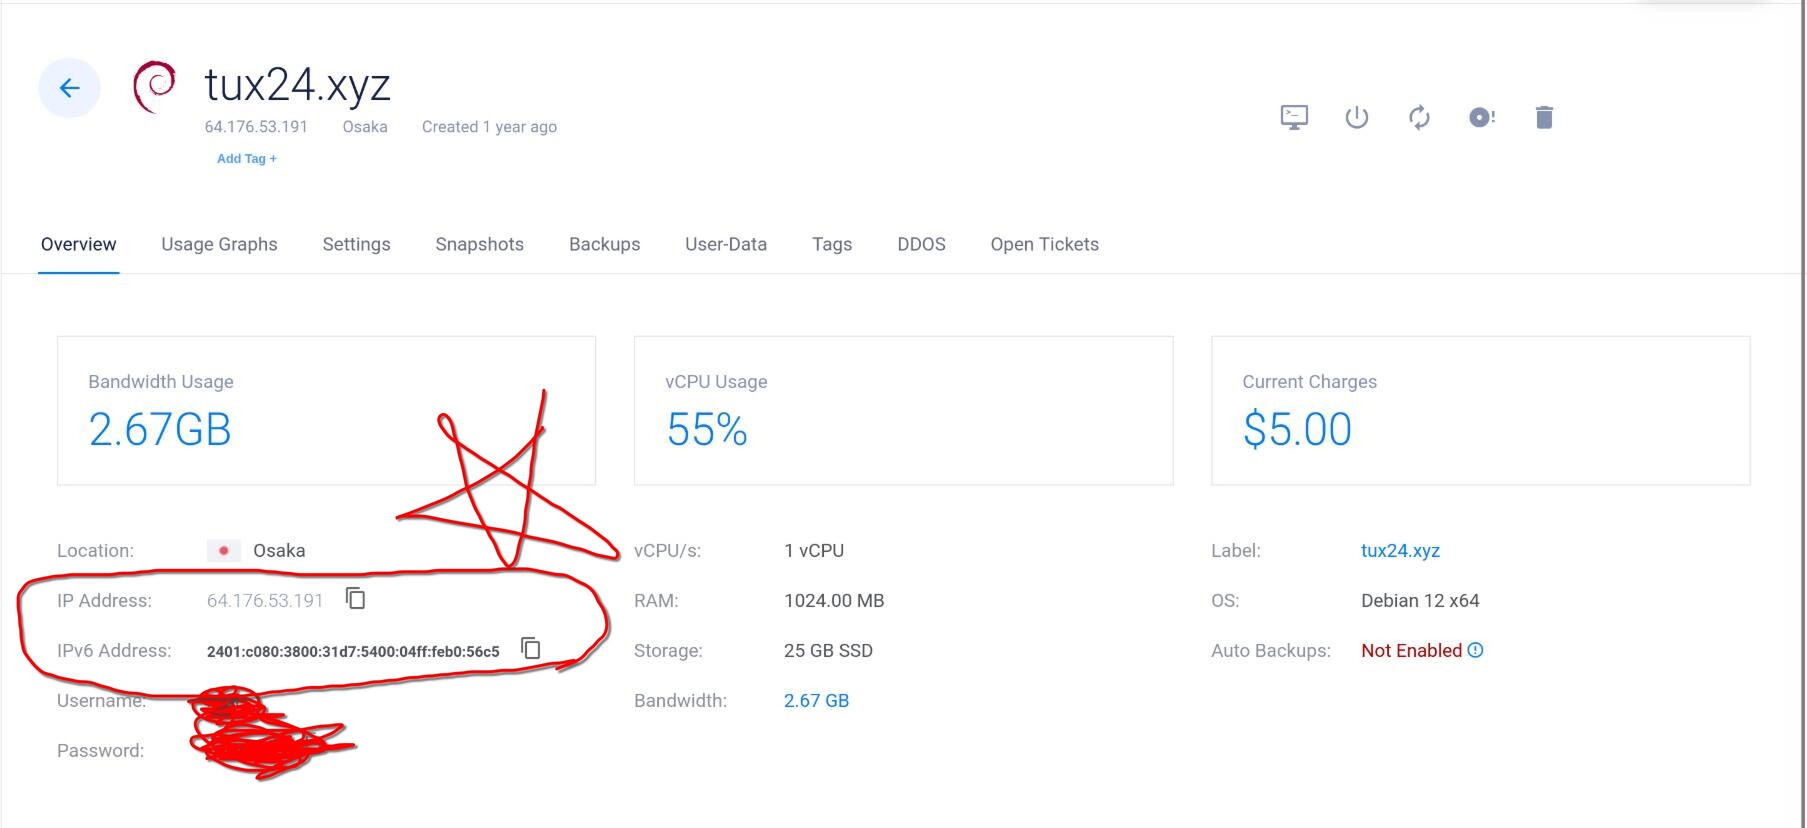 tux24.xyz
64.176.53.191 Osaka Created 1 year ago
Add Tag +
Overview Usage Graphs Settings Snapshots Backups User-Data Tags DDOS Open Tickets
Bandwidth Usage
2.67GB
vCPU Usage
55%
Current Charges
$5.00
Location: Osaka
IP Address: 64.176.53.191
IPv6 Address: 2401:c080:3800:31d7:5400:04ff:feb0:56c5
Username:
Password:
vCPU/s: 1 vCPU
RAM: 1024.00 MB
Storage: 25 GB SSD
Bandwidth: 2.67 GB
Label: tux24.xyz
OS: Debian 12 x64
Auto Backups: Not Enabled